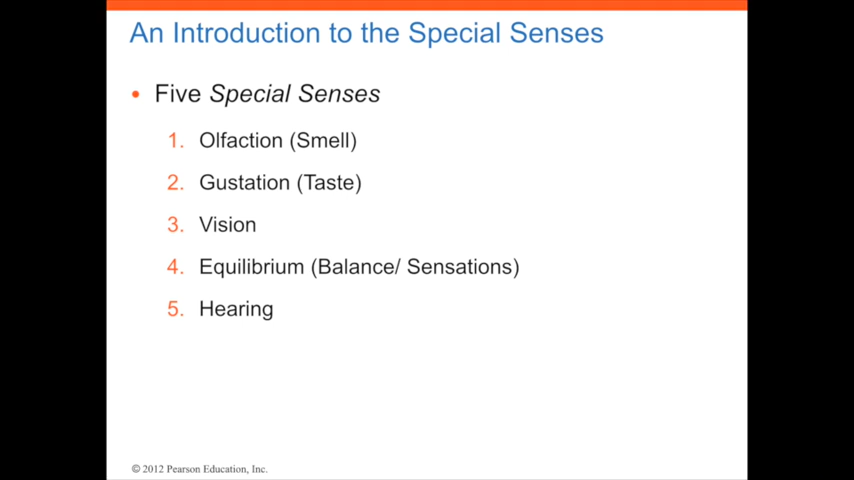 An Introduction to the Special Senses
• Five Special Senses
1. Olfaction (Smell)
2. Gustation (Taste)
3. Vision
4. Equilibrium (Balance/ Sensations)
5. Hearing
© 2012 Pearson Education, Inc.